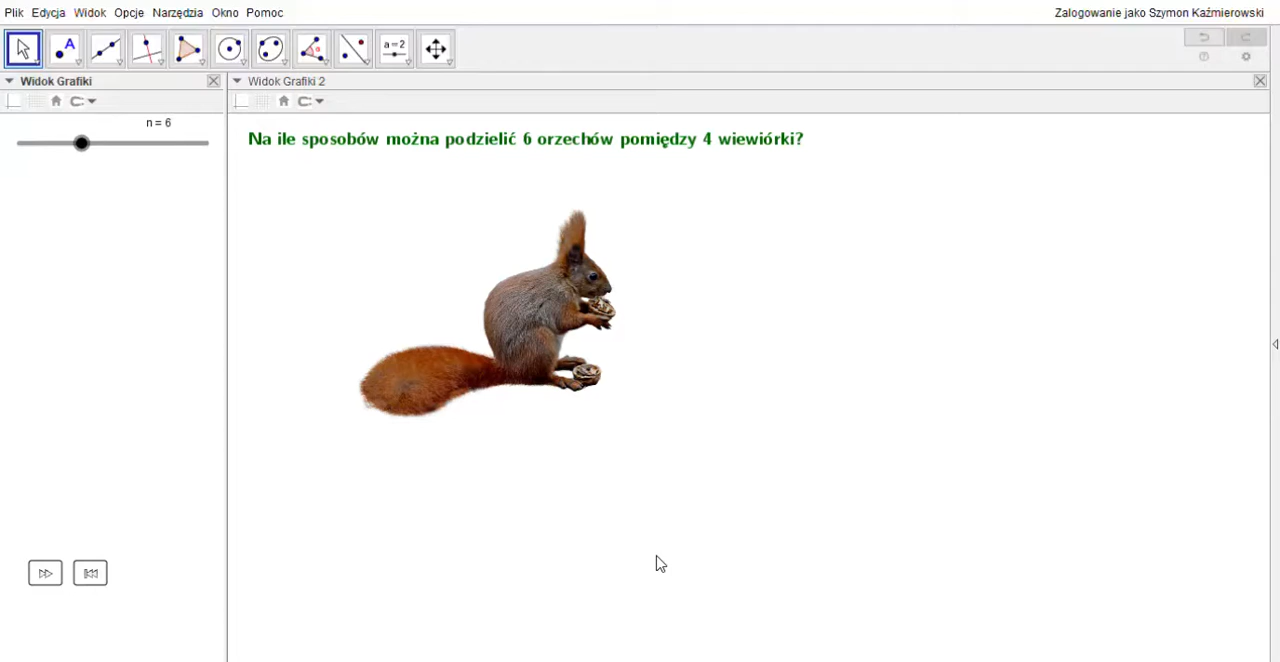 Plik Edycja Widok Opcje Narzędzia Okno Pomoc Zalogowanie jako Szymon Kaźmierowski
A a=2
Widok Grafiki Widok Grafiki 2
n = 6
Na ile sposobów można podzielić 6 orzechów pomiędzy 4 wiewiórki?